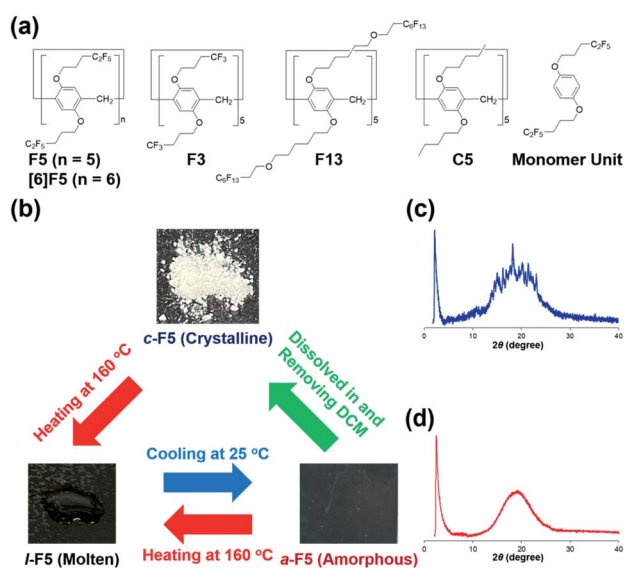 (a)
C₂F₅
O
CH₂
n
O
C₂F₅
F5 (n = 5)
[6]F5 (n = 6)
CF₃
O
CH₂
5
O
CF₃
F3
C₆F₁₃
O
O
CH₂
5
O
O
C₆F₁₃
F13
O
CH₂
5
O
C5
C₂F₅
O
O
C₂F₅
Monomer Unit
(b)
c-F5 (Crystalline)
Heating at 160 °C
Dissolved in and
Removing DCM
Cooling at 25 °C
Heating at 160 °C
l-F5 (Molten)
a-F5 (Amorphous)
(c)
0 10 20 30 40
2θ (degree)
(d)
0 10 20 30 40
2θ (degree)